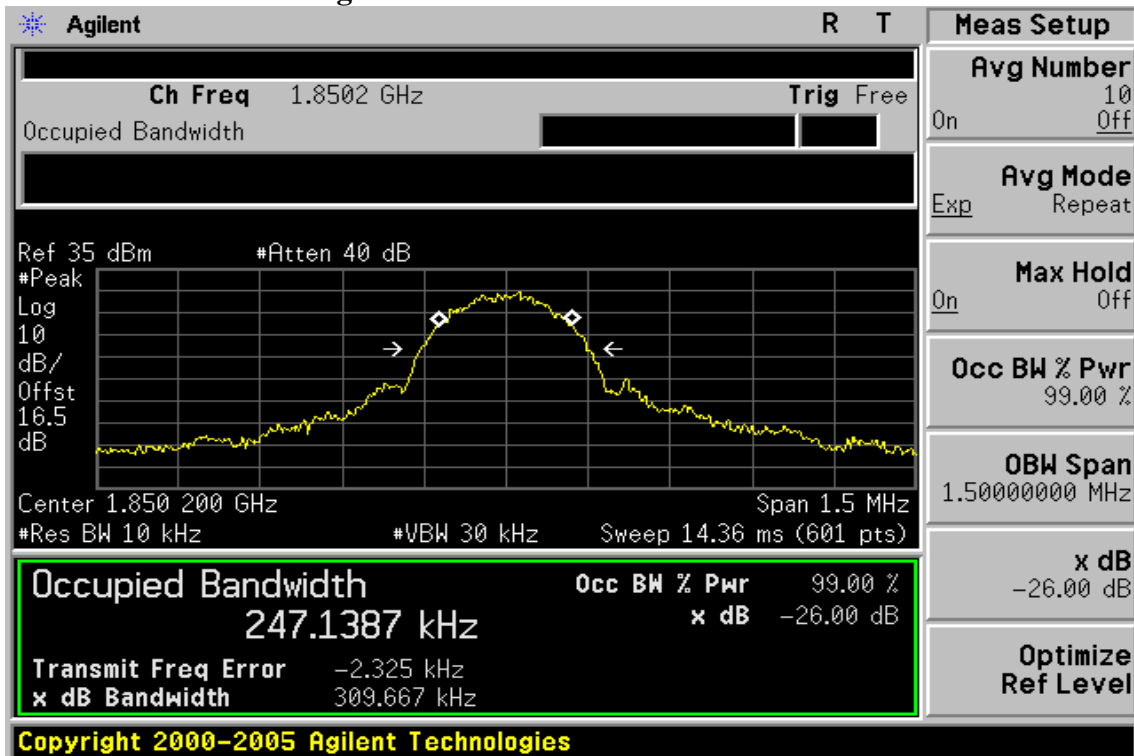 Agilent R T
Ch Freq 1.8502 GHz Trig Free
Occupied Bandwidth
Ref 35 dBm #Atten 40 dB
#Peak
Log
10
dB/
Offst
16.5
dB
Center 1.850 200 GHz Span 1.5 MHz
#Res BW 10 kHz #VBW 30 kHz Sweep 14.36 ms (601 pts)
Occupied Bandwidth Occ BW % Pwr 99.00 %
247.1387 kHz x dB -26.00 dB
Transmit Freq Error -2.325 kHz
x dB Bandwidth 309.667 kHz
Copyright 2000-2005 Agilent Technologies
Meas Setup
Avg Number
10
On Off
Avg Mode
Exp Repeat
Max Hold
On Off
Occ BW % Pwr
99.00 %
OBW Span
1.50000000 MHz
x dB
-26.00 dB
Optimize
Ref Level